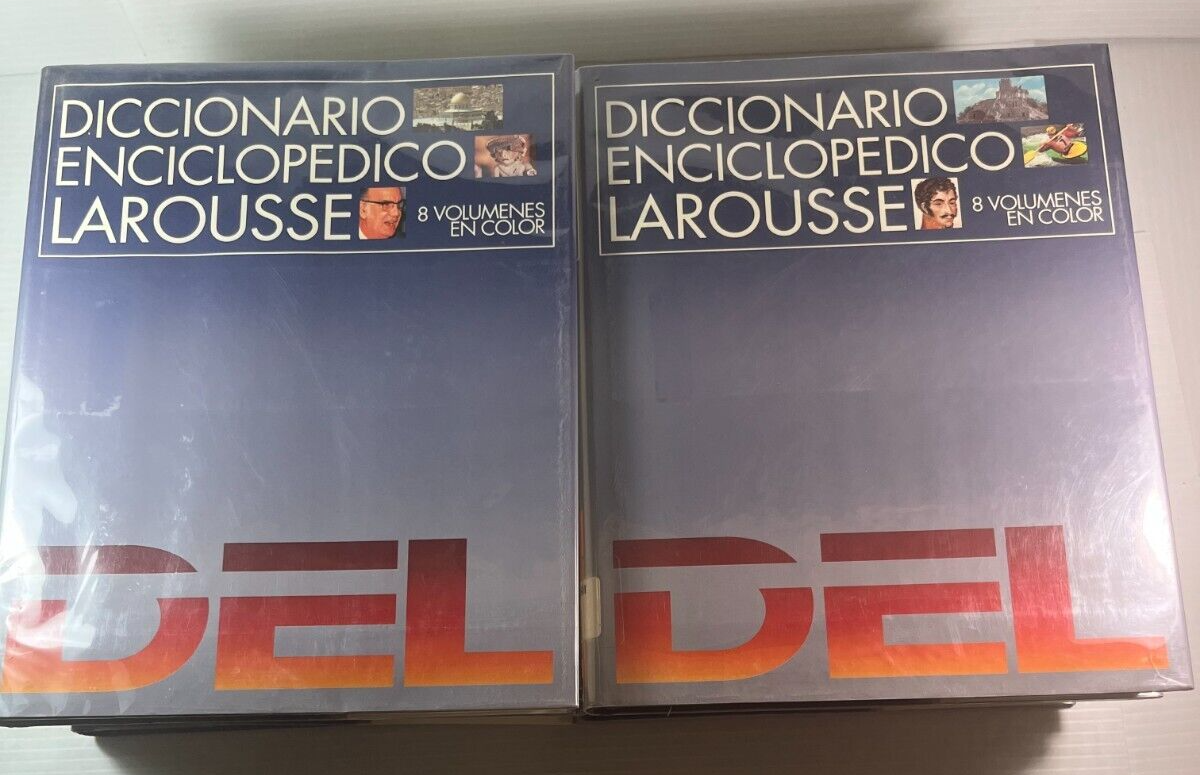 DICCIONARIO
ENCICLOPEDICO
LAROUSSE
8 VOLUMENES
EN COLOR
DEL
DICCIONARIO
ENCICLOPEDICO
LAROUSSE
8 VOLUMENES
EN COLOR
DEL